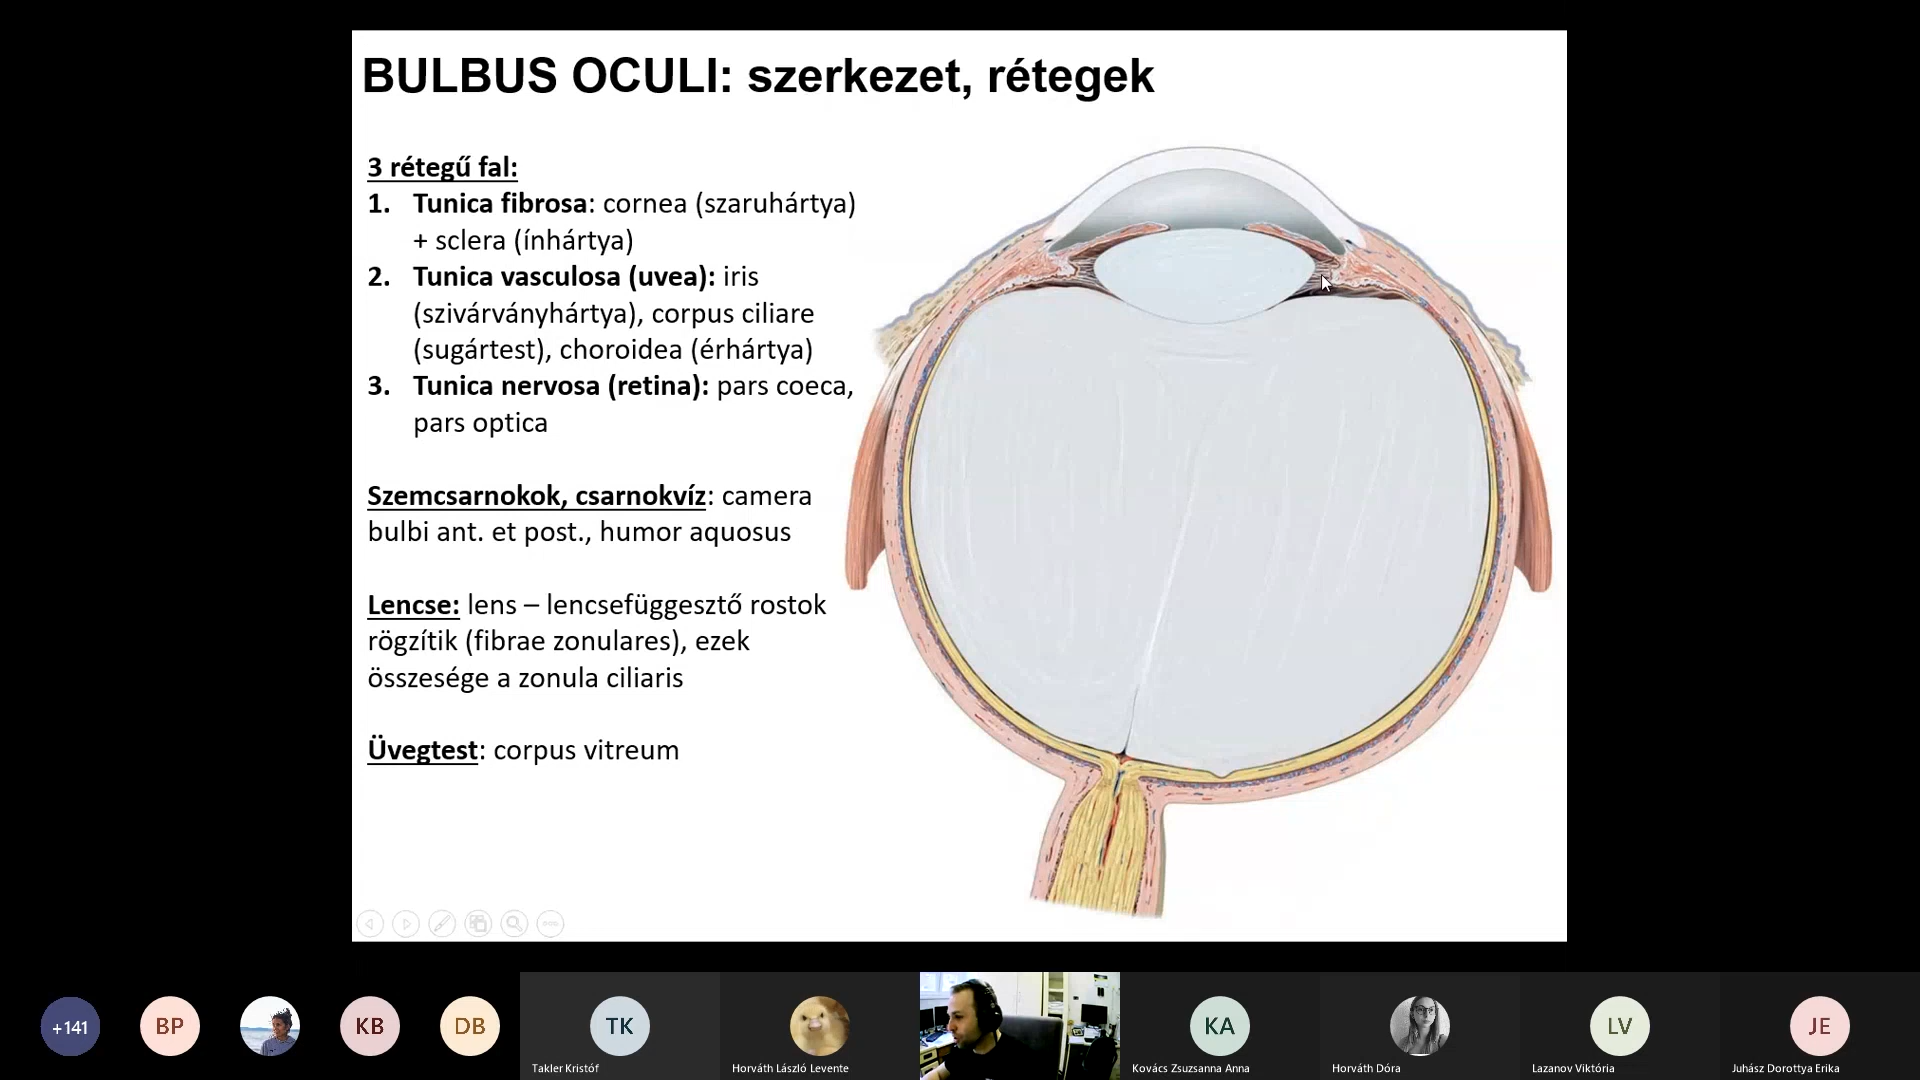 BULBUS OCULI: szerkezet, rétegek
3 rétegű fal:
1. Tunica fibrosa: cornea (szaruhártya)
+ sclera (ínhártya)
2. Tunica vasculosa (uvea): iris
(szivárványhártya), corpus ciliare
(sugártest), choroidea (érhártya)
3. Tunica nervosa (retina): pars coeca,
pars optica
Szemcsarnokok, csarnokvíz: camera
bulbi ant. et post., humor aquosus
Lencse: lens – lencsefüggesztő rostok
rögzítik (fibrae zonulares), ezek
összesége a zonula ciliaris
Üvegtest: corpus vitreum
+141
BP
KB
DB
TK
KA
LV
JE
Takler Kristóf
Horváth László Levente
Kovács Zsuzsanna Anna
Horváth Dóra
Lazanov Viktória
Juhász Dorottya Erika